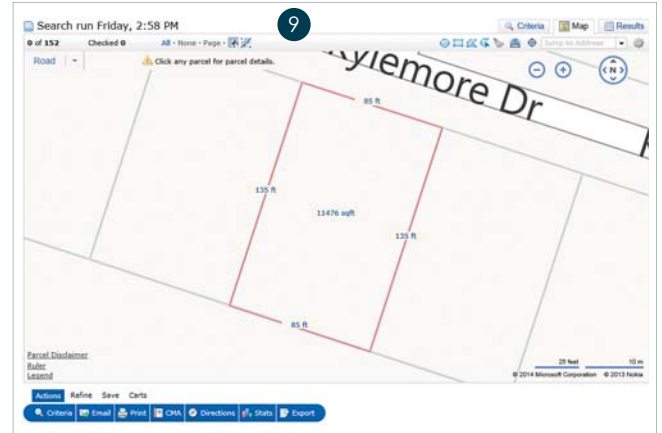 Search run Friday, 2:58 PM
9
Criteria Map Results
0 of 152 Checked 0 All - None - Page -
Jump to Address
Road
Click any parcel for parcel details.
Kylemore Dr
N
85 ft
135 ft
11476 sqft
135 ft
85 ft
Parcel Disclaimer
Ruler
Legend
25 feet 10 m
© 2014 Microsoft Corporation © 2013 Nokia
Actions Refine Save Carts
Criteria Email Print CMA Directions Stats Export